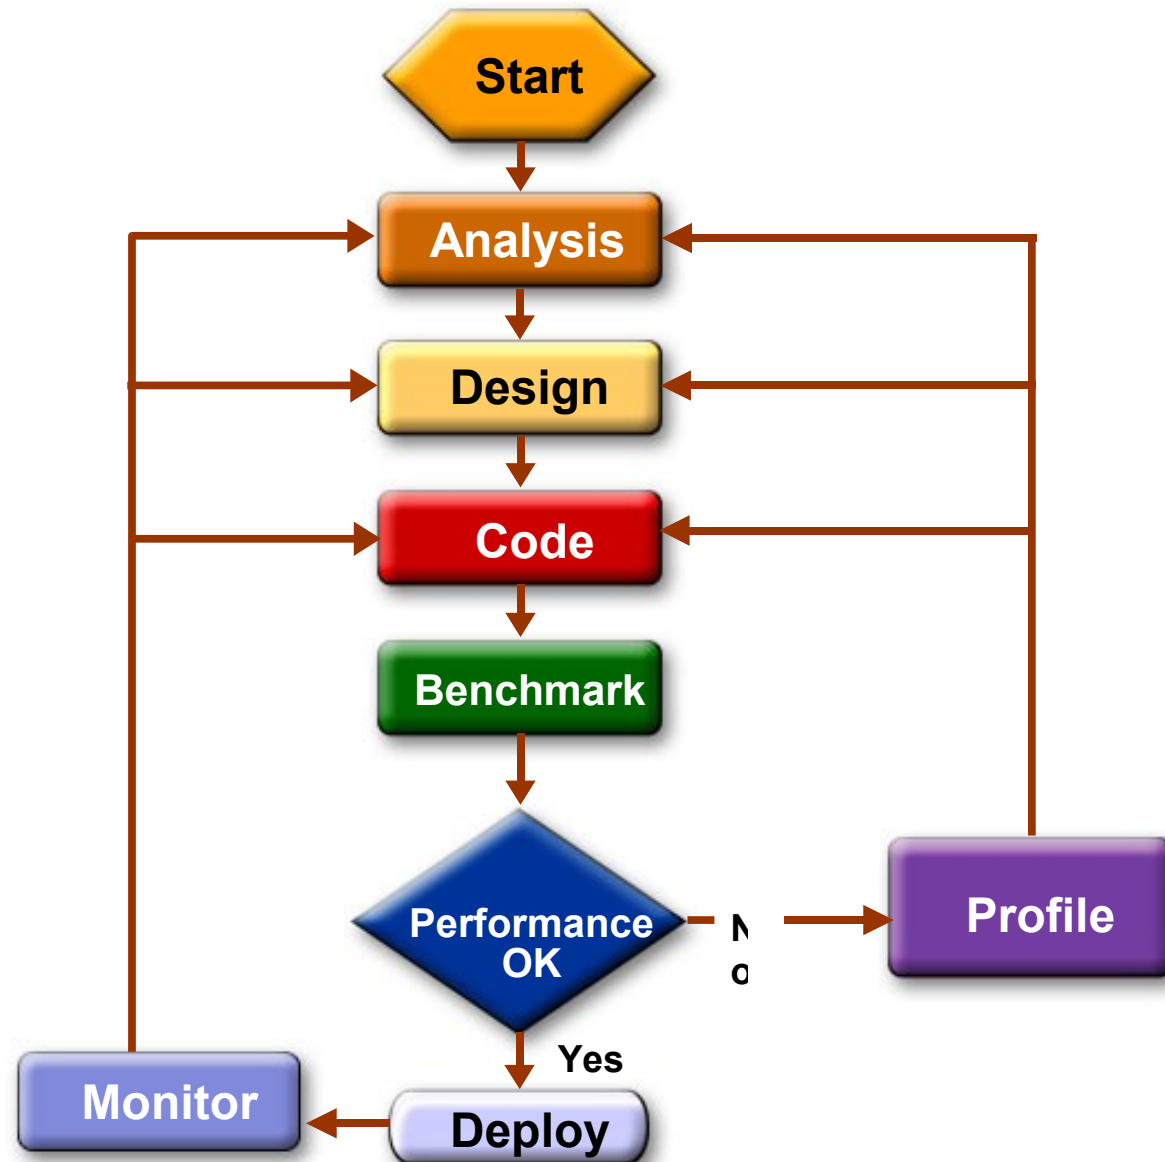 Start
Analysis
Design
Code
Benchmark
Performance
OK
N
o
Profile
Yes
Monitor
Deploy